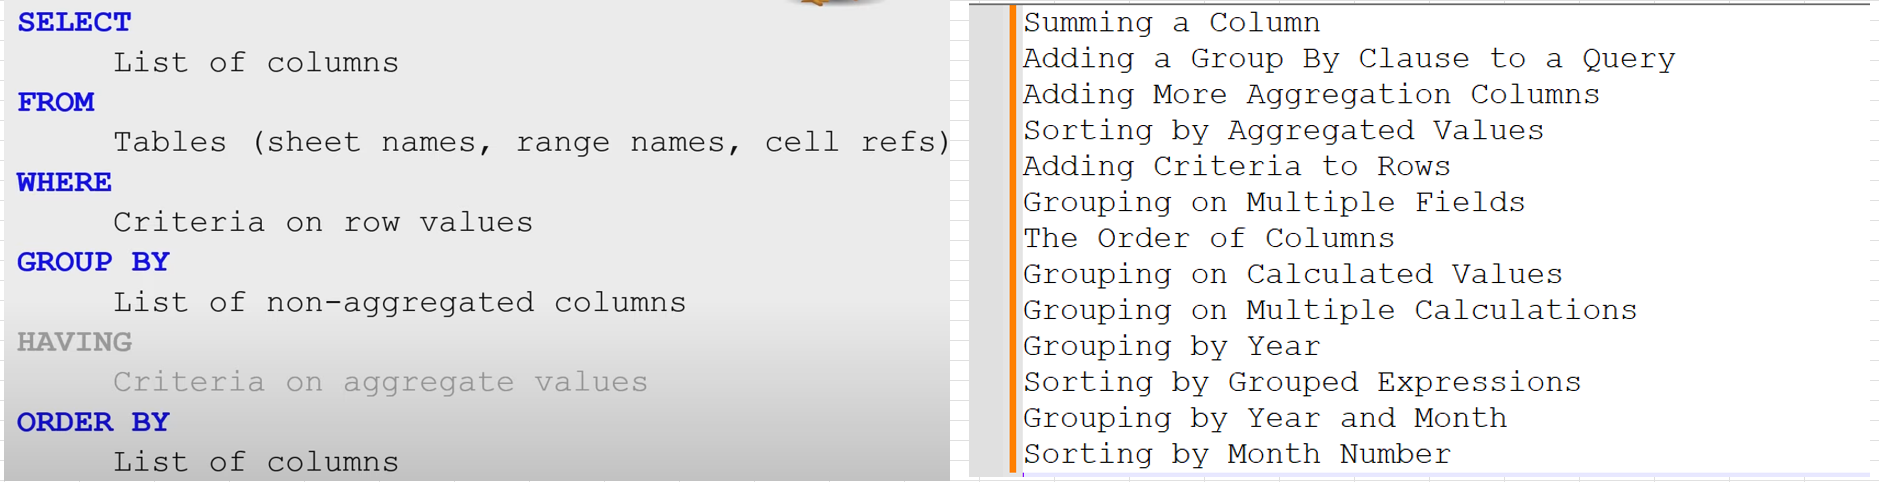 SELECT
List of columns
FROM
Tables (sheet names, range names, cell refs)
WHERE
Criteria on row values
GROUP BY
List of non-aggregated columns
HAVING
Criteria on aggregate values
ORDER BY
List of columns
Summing a Column
Adding a Group By Clause to a Query
Adding More Aggregation Columns
Sorting by Aggregated Values
Adding Criteria to Rows
Grouping on Multiple Fields
The Order of Columns
Grouping on Calculated Values
Grouping on Multiple Calculations
Grouping by Year
Sorting by Grouped Expressions
Grouping by Year and Month
Sorting by Month Number